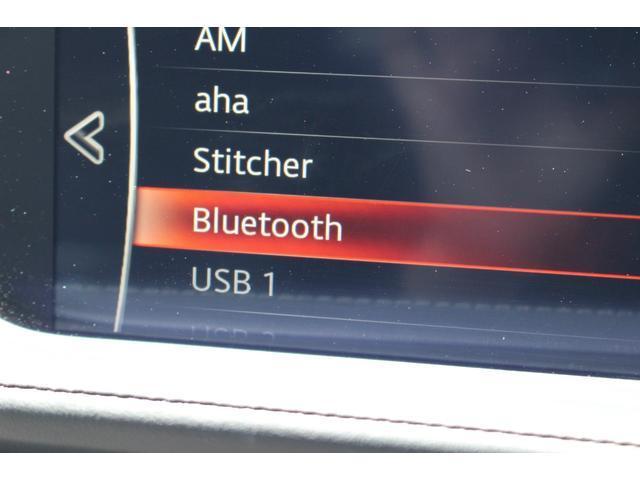 AM
aha
Stitcher
Bluetooth
USB 1